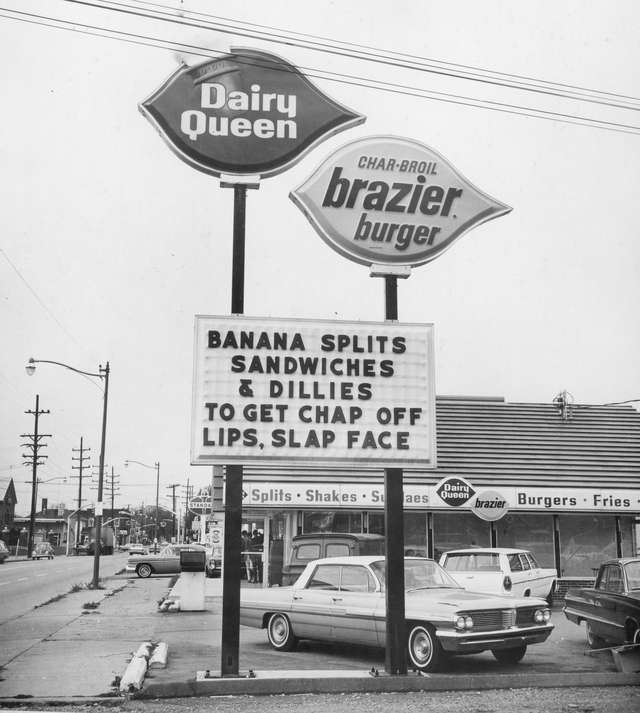 Dairy
Queen
CHAR-BROIL
brazier
burger
BANANA SPLITS
SANDWICHES
& DILLIES
TO GET CHAP OFF
LIPS, SLAP FACE
Splits · Shakes · Su aes
Dairy
Queen
brazier
Burgers · Fries